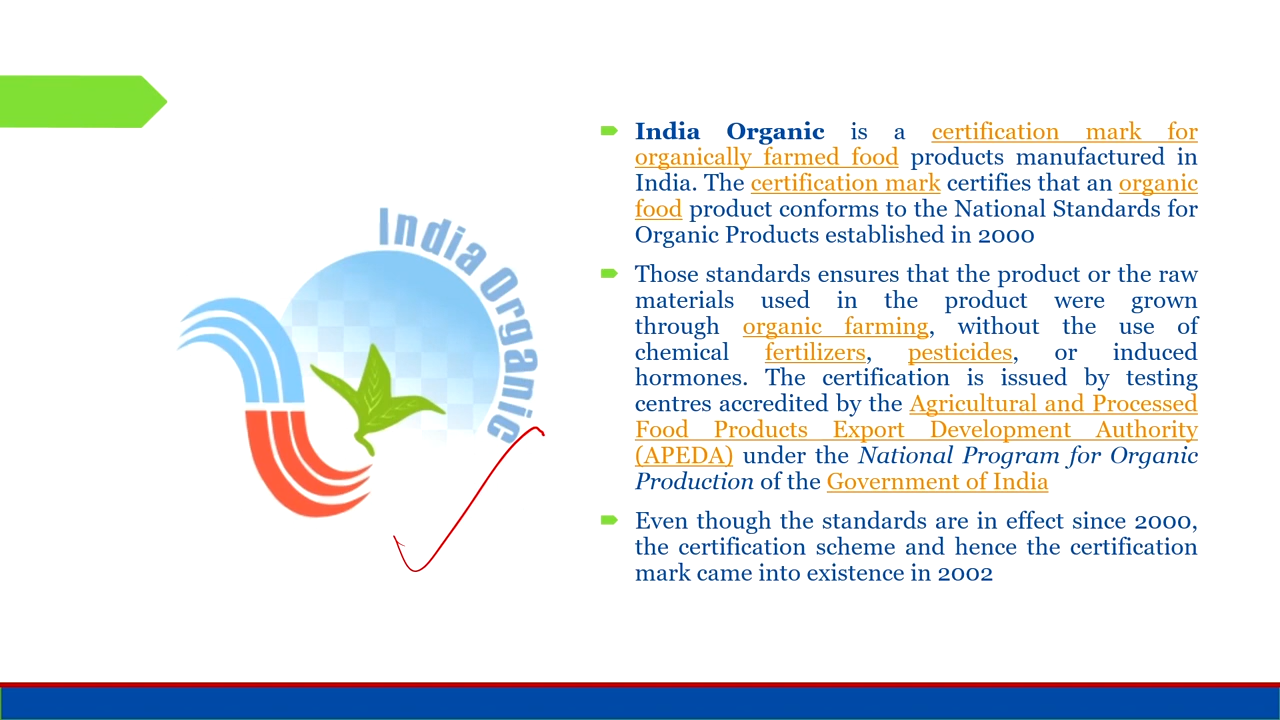 India Organic
India Organic is a certification mark for
organically farmed food products manufactured in
India. The certification mark certifies that an organic
food product conforms to the National Standards for
Organic Products established in 2000
Those standards ensures that the product or the raw
materials used in the product were grown
through organic farming, without the use of
chemical fertilizers, pesticides, or induced
hormones. The certification is issued by testing
centres accredited by the Agricultural and Processed
Food Products Export Development Authority
(APEDA) under the National Program for Organic
Production of the Government of India
Even though the standards are in effect since 2000,
the certification scheme and hence the certification
mark came into existence in 2002